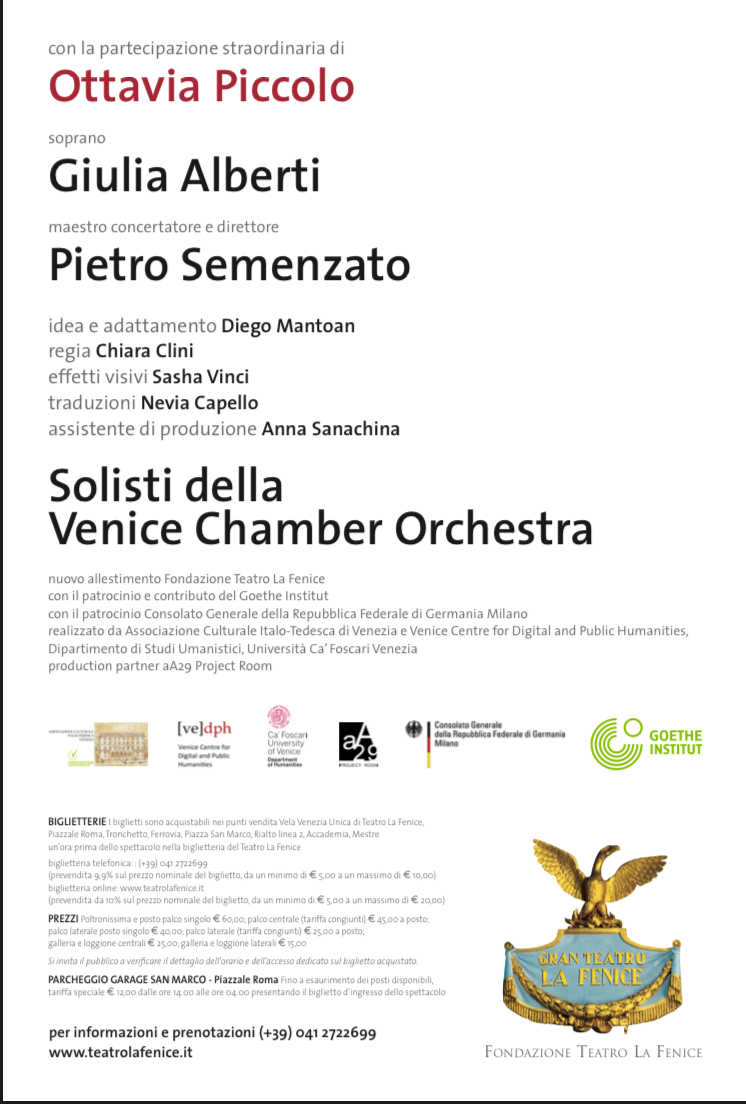 con la partecipazione straordinaria di
Ottavia Piccolo
soprano
Giulia Alberti
maestro concertatore e direttore
Pietro Semenzato
idea e adattamento Diego Mantoan
regia Chiara Clini
effetti visivi Sasha Vinci
traduzioni Nevia Capello
assistente di produzione Anna Sanachina
Solisti della
Venice Chamber Orchestra
nuovo allestimento Fondazione Teatro La Fenice
con il patrocinio e contributo del Goethe Institut
con il patrocinio Consolato Generale della Repubblica Federale di Germania Milano
realizzato da Associazione Culturale Italo-Tedesca di Venezia e Venice Centre for Digital and Public Humanities,
Dipartimento di Studi Umanistici, Università Ca' Foscari Venezia
production partner aA29 Project Room
[ve]dph
Venice Centre for
Digital and Public
Humanities
Ca' Foscari
University
of Venice
Department
of Humanities
aA29
PROJECT ROOM
Consolato Generale
della Repubblica Federale di Germania
Milano
GOETHE
INSTITUT
BIGLIETTERIE I biglietti sono acquistabili nei punti vendita Vela Venezia Unica di Teatro La Fenice,
Piazzale Roma, Tronchetto, Ferrovia, Piazza San Marco, Rialto linea 2, Accademia, Mestre
un'ora prima dello spettacolo nella biglietteria del Teatro La Fenice
biglietteria telefonica: : (+39) 041 2722699
(prevendita 9,9% sul prezzo nominale del biglietto, da un minimo di € 5,00 a un massimo di € 10,00)
biglietteria online: www.teatrolafenice.it
(prevendita da 10% sul prezzo nominale del biglietto, da un minimo di € 5,00 a un massimo di € 20,00)
PREZZI Poltronissima e posto palco singolo € 60,00; palco centrale (tariffa congiunti) € 45,00 a posto;
palco laterale posto singolo € 40,00; palco laterale (tariffa congiunti) € 25,00 a posto;
galleria e loggione centrali € 25,00; galleria e loggione laterali € 15,00
Si invita il pubblico a verificare il dettaglio dell'orario e dell'accesso dedicato sul biglietto acquistato.
PARCHEGGIO GARAGE SAN MARCO - Piazzale Roma Fino a esaurimento dei posti disponibili,
tariffa speciale € 12,00 dalle ore 14.00 alle ore 04.00 presentando il biglietto d'ingresso dello spettacolo
per informazioni e prenotazioni (+39) 041 2722699
www.teatrolafenice.it
GRAN TEATRO
LA FENICE
FONDAZIONE TEATRO LA FENICE